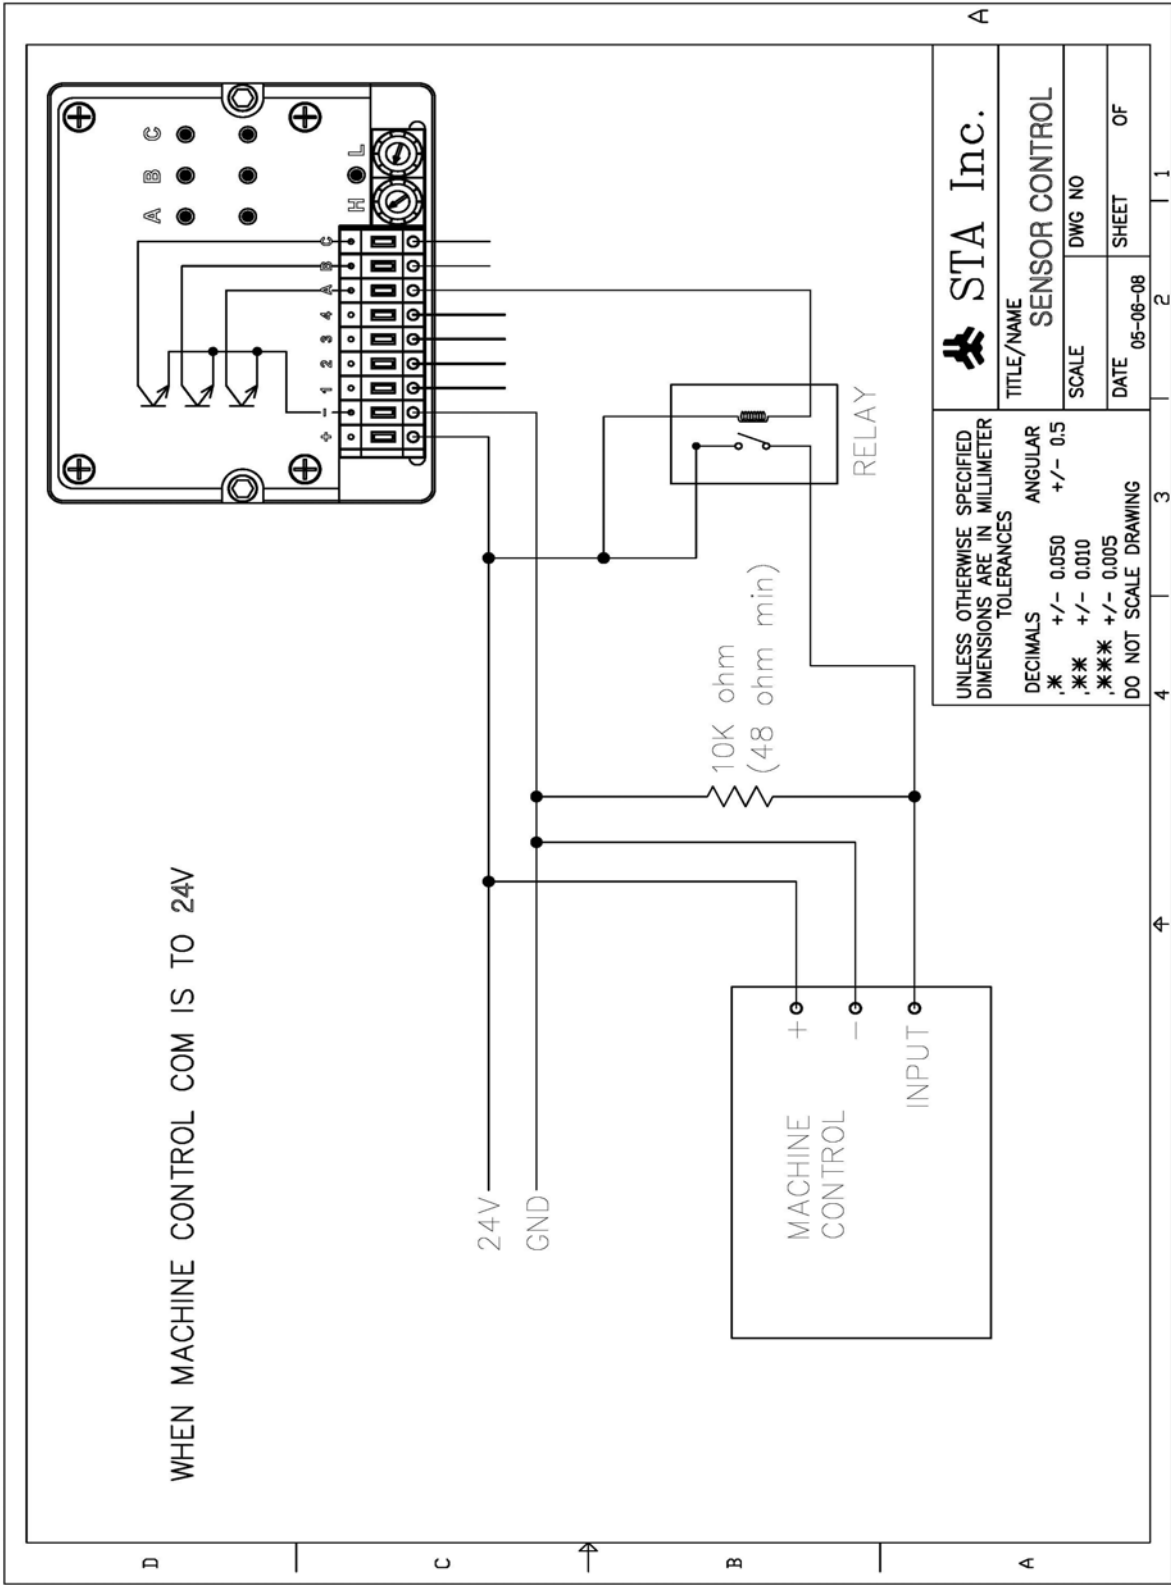 WHEN MACHINE CONTROL COM IS TO 24V
A B C
H L
+ - 1 2 3 4 A B C
24V
GND
RELAY
10K ohm
(48 ohm min)
MACHINE
CONTROL
+
-
INPUT
UNLESS OTHERWISE SPECIFIED
DIMENSIONS ARE IN MILLIMETER
TOLERANCES
DECIMALS ANGULAR
.* +/- 0.050 +/- 0.5
.** +/- 0.010
.*** +/- 0.005
DO NOT SCALE DRAWING
STA Inc.
TITLE/NAME
SENSOR CONTROL
SCALE DWG NO
DATE 05-06-08 SHEET OF
D
C
B
A
4 3 2 1
A